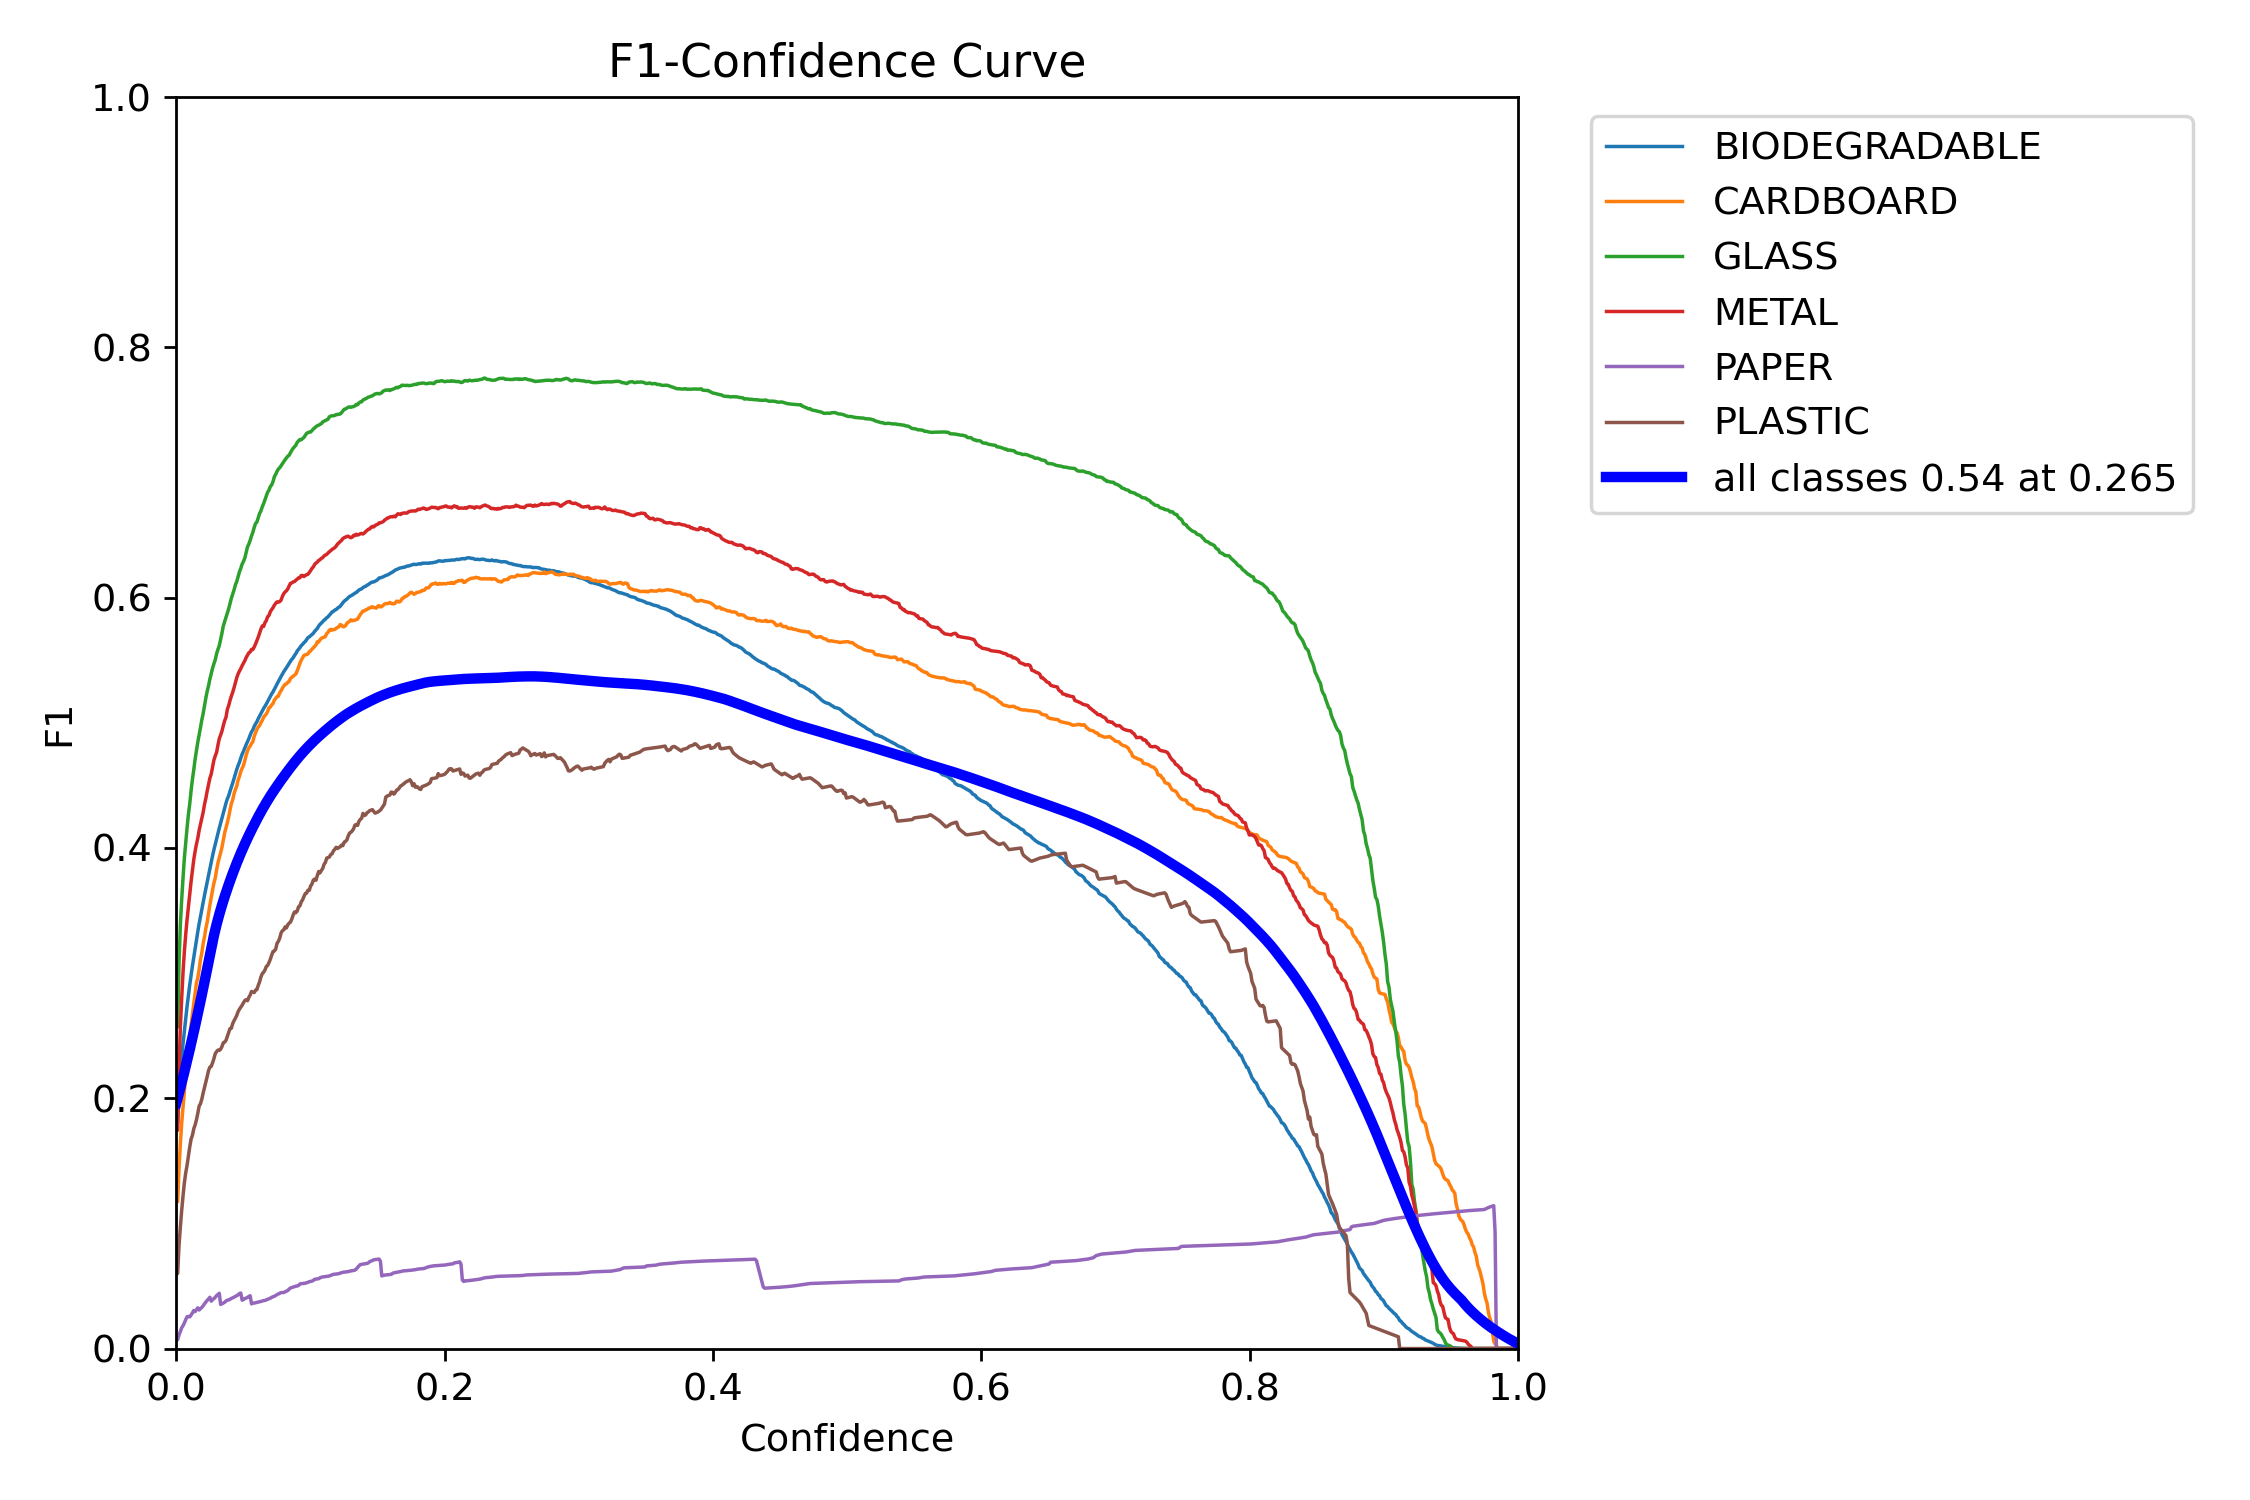 F1-Confidence Curve
1.0
0.8
0.6
0.4
0.2
0.0
F1
0.0 0.2 0.4 0.6 0.8 1.0
Confidence
BIODEGRADABLE
CARDBOARD
GLASS
METAL
PAPER
PLASTIC
all classes 0.54 at 0.265